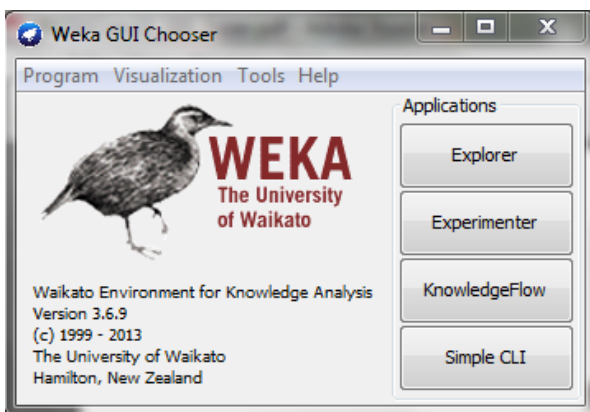 Weka GUI Chooser
Program Visualization Tools Help
WEKA
The University
of Waikato
Waikato Environment for Knowledge Analysis
Version 3.6.9
(c) 1999 - 2013
The University of Waikato
Hamilton, New Zealand
Applications
Explorer
Experimenter
KnowledgeFlow
Simple CLI